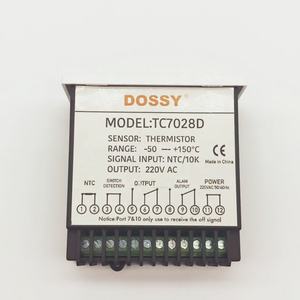 DOSSY
MODEL:TC7028D
SENSOR: THERMISTOR
RANGE: -50 — +150°C
SIGNAL INPUT: NTC/10K
OUTPUT: 220V AC
CE
Made in China
NTC SWITCH DETECTION OUTPUT ALARM OUTPUT POWER 220VAC 50/60Hz
1 2 3 4 5 6 7 8 9 10 11 12
Notice:Port 7&10 only use to receive the off signal